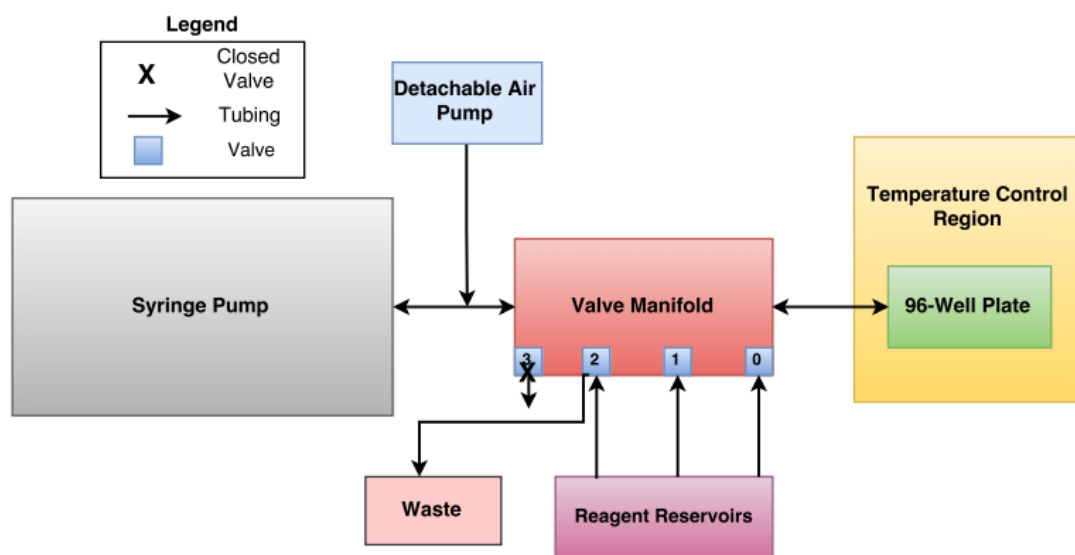 Legend
X
Closed
Valve
Tubing
Valve
Detachable Air
Pump
Temperature Control
Region
Syringe Pump
Valve Manifold
96-Well Plate
3
X
2
1
0
Waste
Reagent Reservoirs